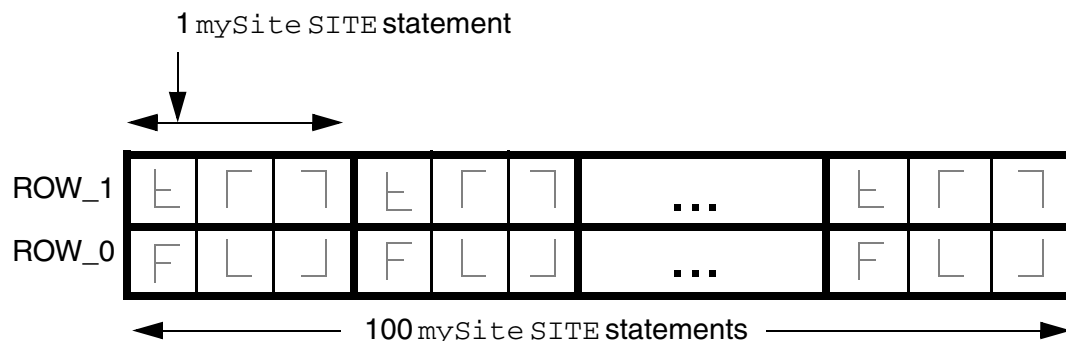 1 mySite SITE statement
ROW_1 ...
ROW_0 F F ... F
100 mySite SITE statements